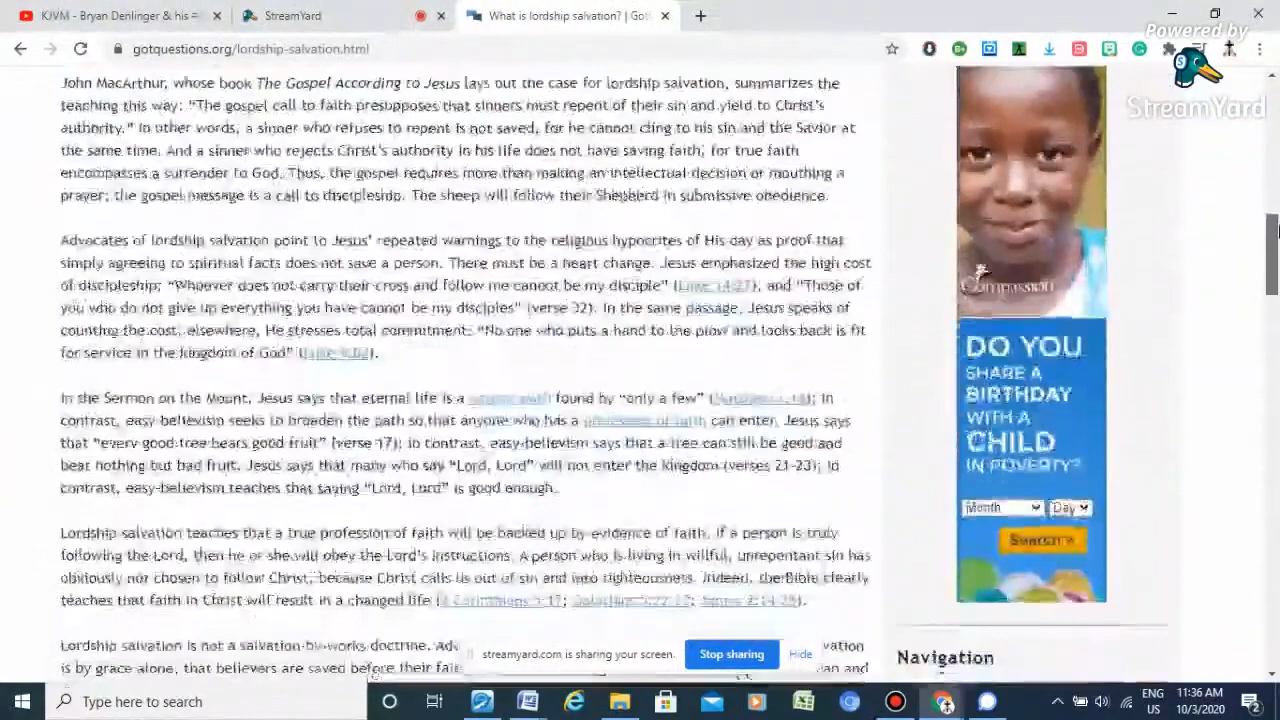 KJVM - Bryan Denlinger & his
StreamYard
What is lordship salvation? | Got
gotquestions.org/lordship-salvation.html
Powered by
StreamYard
John MacArthur, whose book The Gospel According to Jesus lays out the case for lordship salvation, summarizes the
teaching this way: “The gospel call to faith presupposes that sinners must repent of their sin and yield to Christ’s
authority.” In other words, a sinner who refuses to repent is not saved, for he cannot cling to his sin and the Savior at
the same time. And a sinner who rejects Christ’s authority in his life does not have saving faith, for true faith
encompasses a surrender to God. Thus, the gospel requires more than making an intellectual decision or mouthing a
prayer; the gospel message is a call to discipleship. The sheep will follow their Shepherd in submissive obedience.
Advocates of lordship salvation point to Jesus’ repeated warnings to the religious hypocrites of His day as proof that
simply agreeing to spiritual facts does not save a person. There must be a heart change. Jesus emphasized the high cost
of discipleship: “Whoever does not carry their cross and follow me cannot be my disciple” (Luke 14:27), and “Those of
you who do not give up everything you have cannot be my disciples” (verse 32). In the same passage, Jesus speaks of
counting the cost, elsewhere, He stresses total commitment: “No one who puts a hand to the plow and looks back is fit
for service in the kingdom of God” (Luke 9:62).
In the Sermon on the Mount, Jesus says that eternal life is a found by “only a few” ( ); in
contrast, easy-believism seeks to broaden the path so that anyone who has a profession of faith can enter. Jesus says
that “every good tree bears good fruit” (verse 17); in contrast, easy-believism says that a tree can still be good and
bear nothing but bad fruit. Jesus says that many who say “Lord, Lord” will not enter the kingdom (verses 21-23); in
contrast, easy-believism teaches that saying “Lord, Lord” is good enough.
Lordship salvation teaches that a true profession of faith will be backed up by evidence of faith. If a person is truly
following the Lord, then he or she will the Lord’s instructions. A person who is living in willful, unrepentant sin has
obviously not chosen to follow Christ, because Christ calls us out of sin and into righteousness. Indeed, the Bible clearly
teaches that faith in Christ will result in a changed life (2 Corinthians 5:17; Galatians 5:22-23; James 2:14-26).
Lordship salvation is not a salvation-by-works doctrine. Adv vation
is by grace alone, that believers are saved before their fait an and
Compassion
DO YOU
SHARE A
BIRTHDAY
WITH A
CHILD
IN POVERTY?
Month Day
Search
Navigation
streamyard.com is sharing your screen.
Stop sharing
Hide
Type here to search
ENG
US
11:36 AM
10/3/2020
2